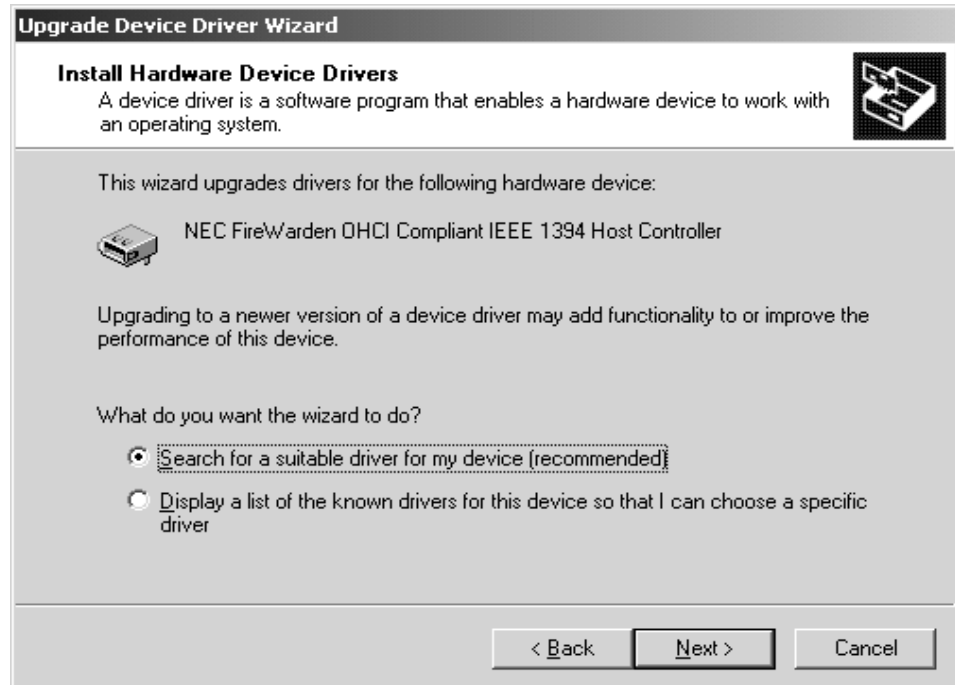 Upgrade Device Driver Wizard
Install Hardware Device Drivers
A device driver is a software program that enables a hardware device to work with
an operating system.
This wizard upgrades drivers for the following hardware device:
NEC FireWarden OHCI Compliant IEEE 1394 Host Controller
Upgrading to a newer version of a device driver may add functionality to or improve the
performance of this device.
What do you want the wizard to do?
Search for a suitable driver for my device (recommended)
Display a list of the known drivers for this device so that I can choose a specific
driver
< Back Next > Cancel